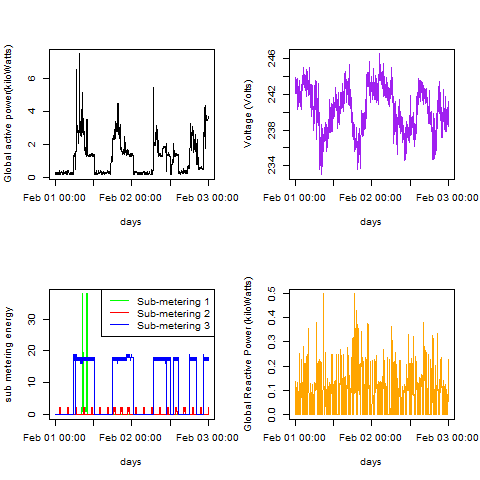 Global active power(kiloWatts)
6
4
2
0
Feb 01 00:00 Feb 02 00:00 Feb 03 00:00
days
Voltage (Volts)
246
242
238
234
Feb 01 00:00 Feb 02 00:00 Feb 03 00:00
days
sub metering energy
30
20
10
0
Sub-metering 1
Sub-metering 2
Sub-metering 3
Feb 01 00:00 Feb 02 00:00 Feb 03 00:00
days
Global Reactive Power (kiloWatts)
0.5
0.4
0.3
0.2
0.1
0.0
Feb 01 00:00 Feb 02 00:00 Feb 03 00:00
days